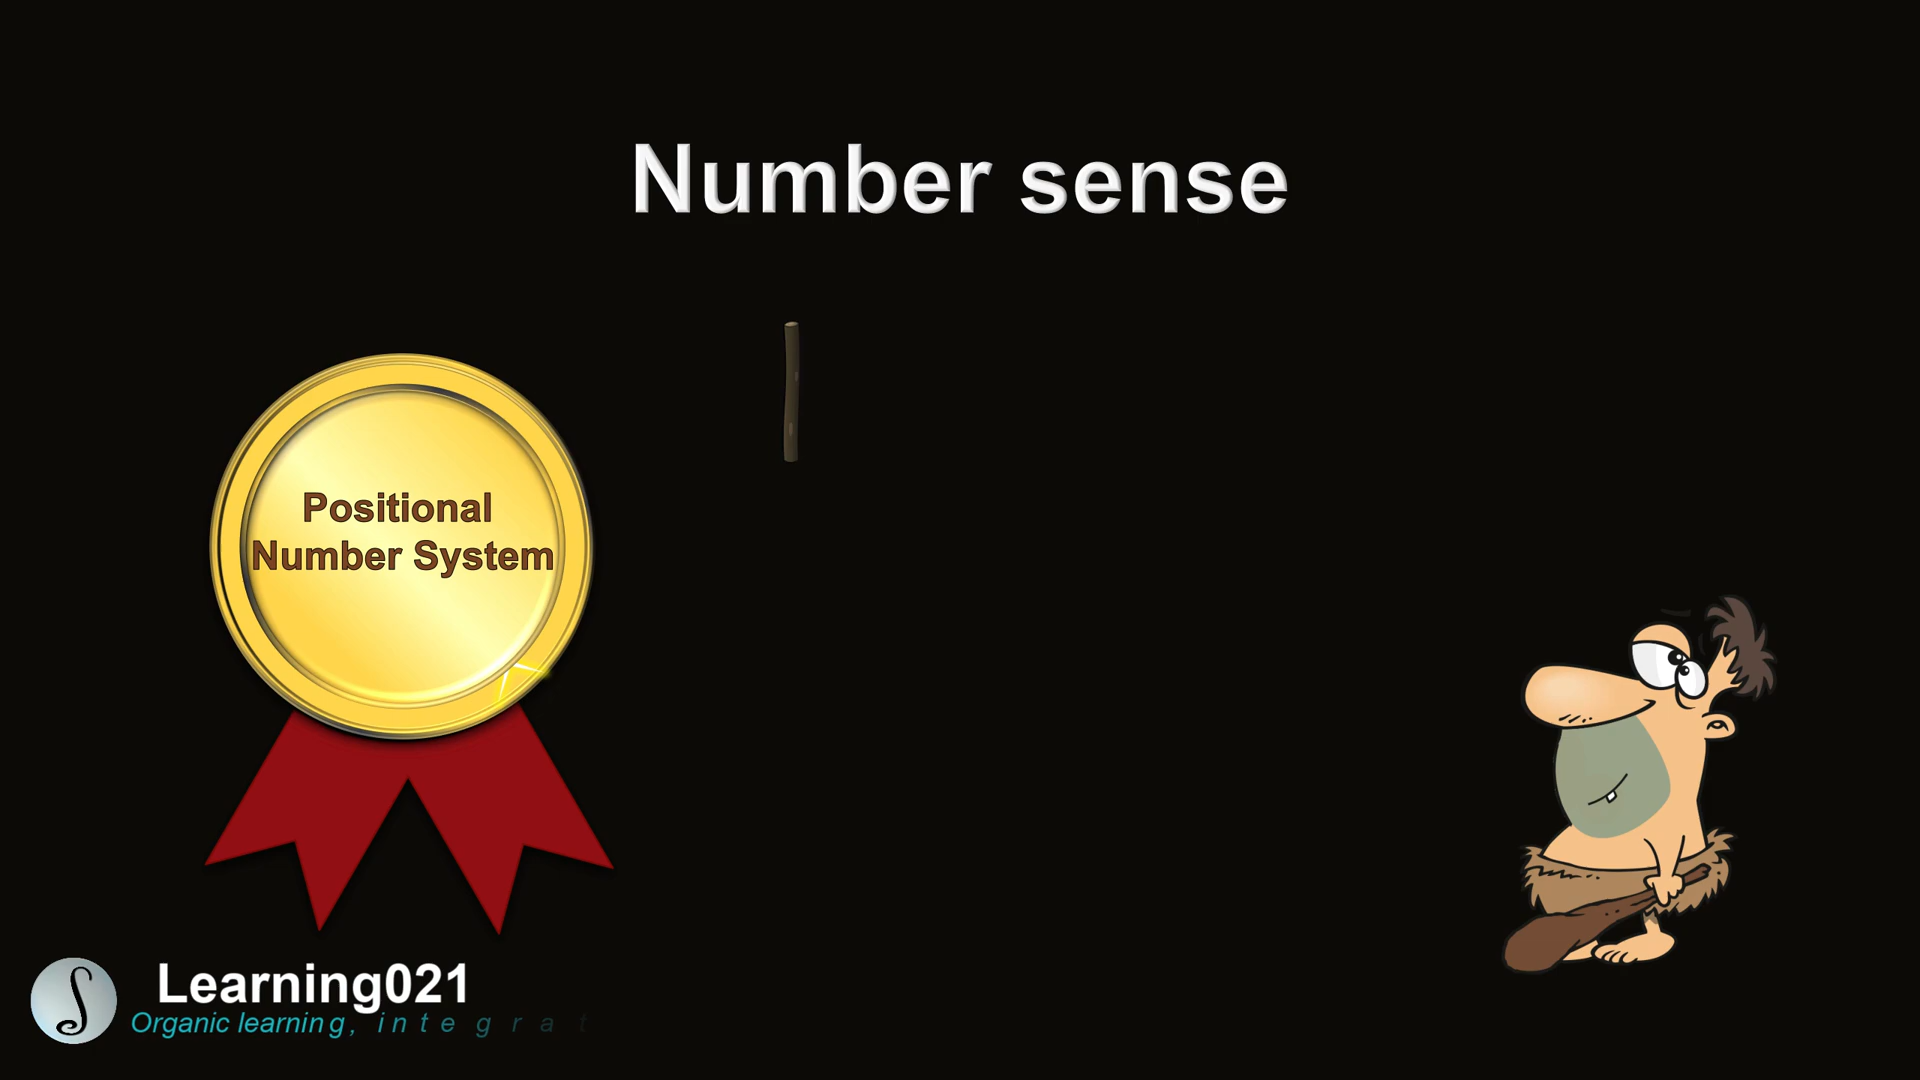 Number sense
Positional
Number System
Learning021
Organic learning, integrat